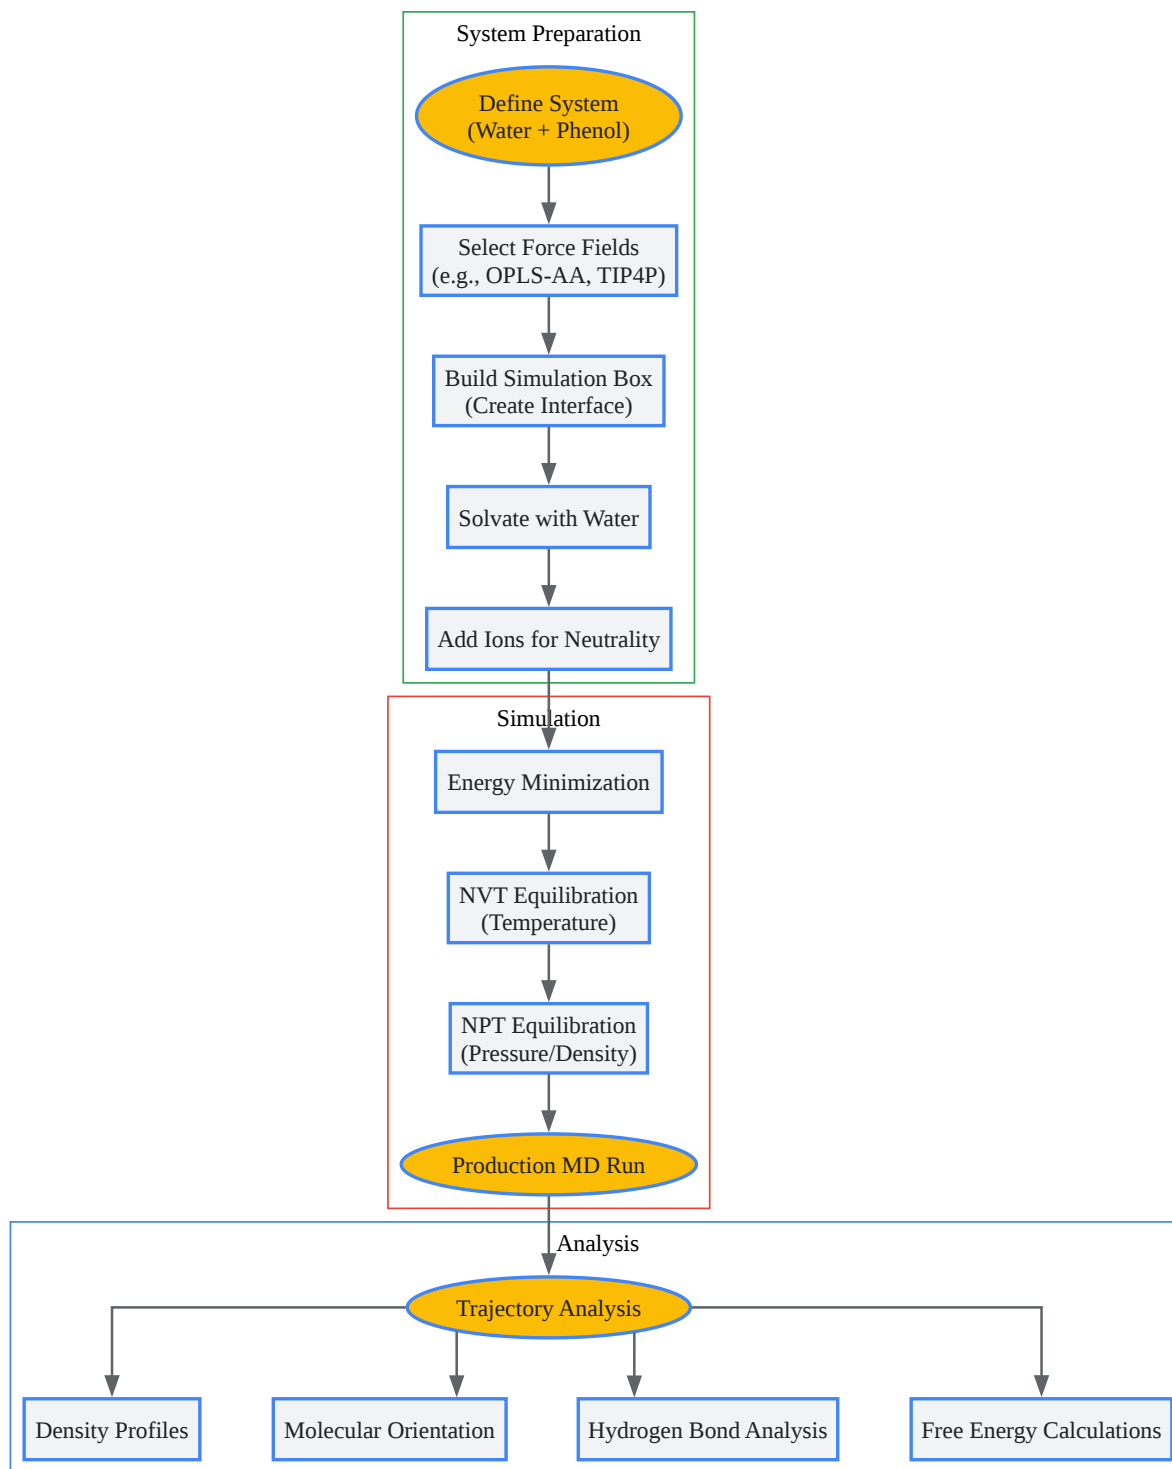 System Preparation
Define System
(Water + Phenol)
Select Force Fields
(e.g., OPLS-AA, TIP4P)
Build Simulation Box
(Create Interface)
Solvate with Water
Add Ions for Neutrality
Simulation
Energy Minimization
NVT Equilibration
(Temperature)
NPT Equilibration
(Pressure/Density)
Production MD Run
Analysis
Trajectory Analysis
Density Profiles
Molecular Orientation
Hydrogen Bond Analysis
Free Energy Calculations